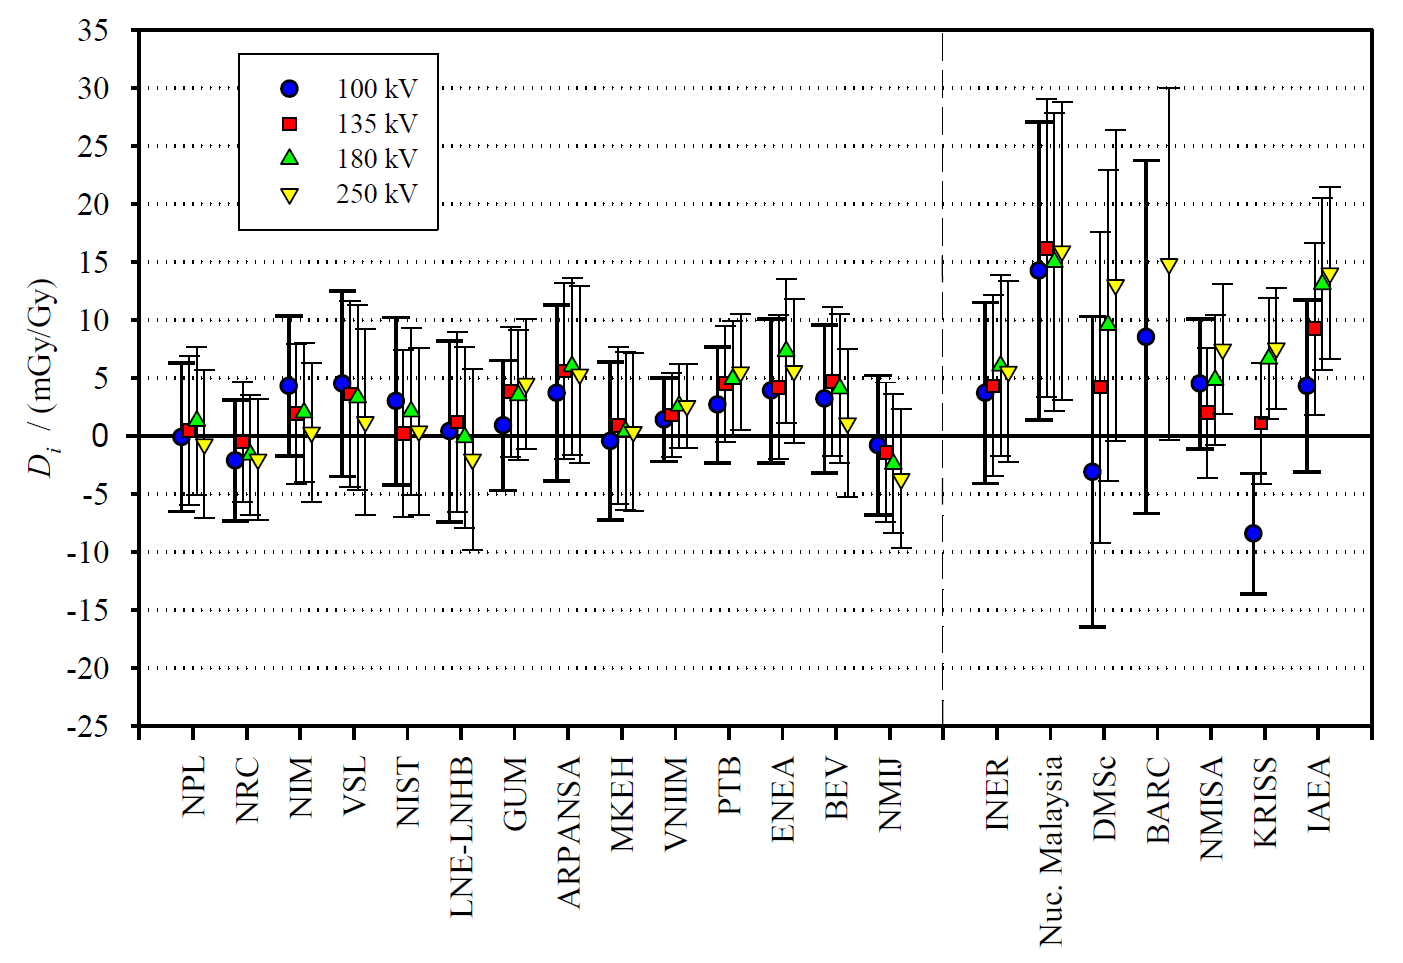 35
30
25
20
15
10
5
0
-5
-10
-15
-20
-25
D i / (mGy/Gy)
100 kV
135 kV
180 kV
250 kV
NPL
NRC
NIM
VSL
NIST
LNE-LNHB
GUM
ARPANSA
MKEH
VNIIM
PTB
ENEA
BEV
NMIJ
INER
Nuc. Malaysia
DMSc
BARC
NMISA
KRISS
IAEA